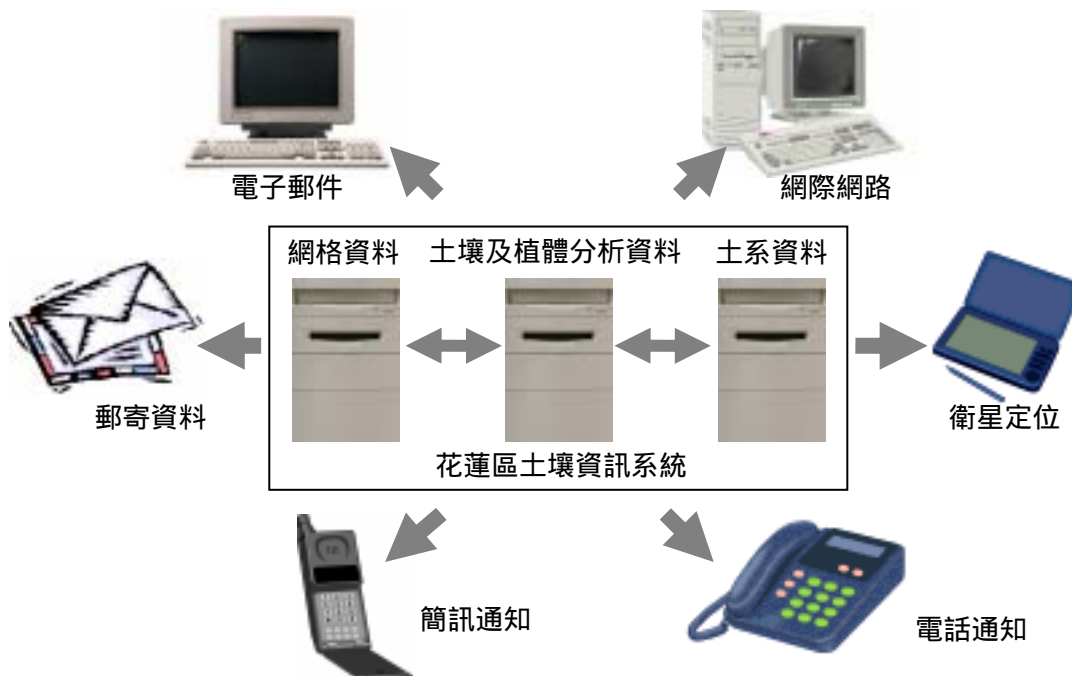 電子郵件
網際網路
網格資料
土壤及植體分析資料
土系資料
郵寄資料
衛星定位
花蓮區土壤資訊系統
簡訊通知
電話通知